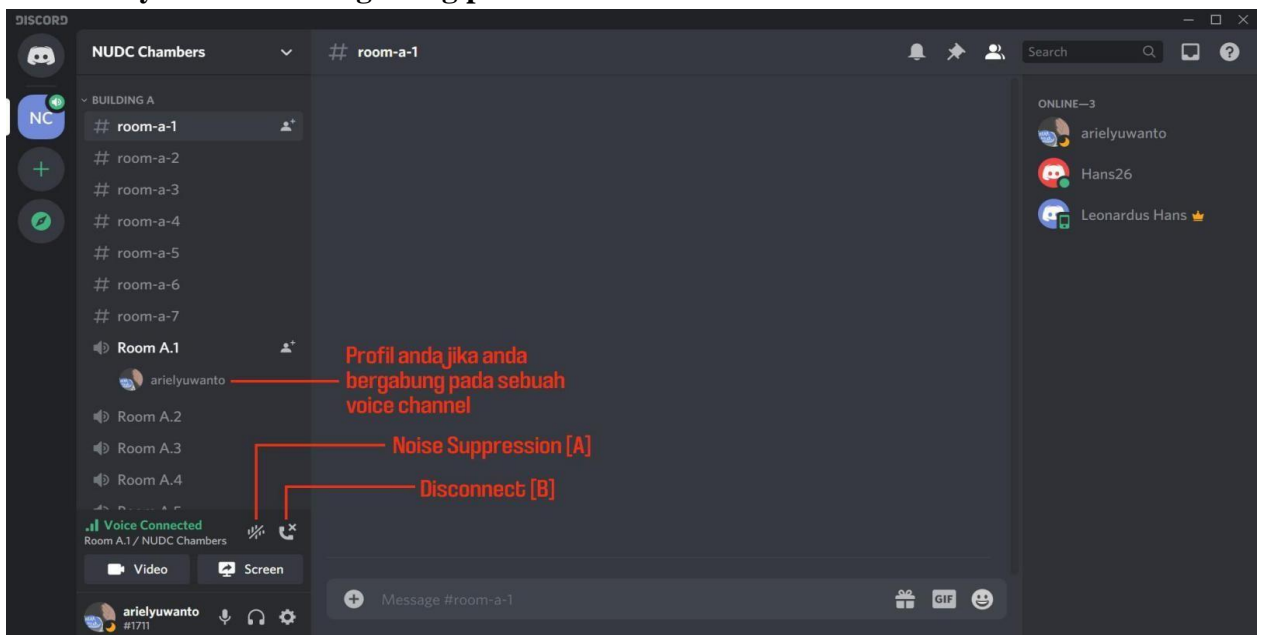 DISCORD
NUDC Chambers
BUILDING A
# room-a-1
# room-a-2
# room-a-3
# room-a-4
# room-a-5
# room-a-6
# room-a-7
Room A.1
arielyuwanto
Room A.2
Room A.3
Room A.4
Voice Connected
Room A.1 / NUDC Chambers
Video
Screen
arielyuwanto
#1711
NC
# room-a-1
Profil anda jika anda
bergabung pada sebuah
voice channel
Noise Suppression [A]
Disconnect [B]
Message #room-a-1
GIF
Search
ONLINE—3
arielyuwanto
Hans26
Leonardus Hans